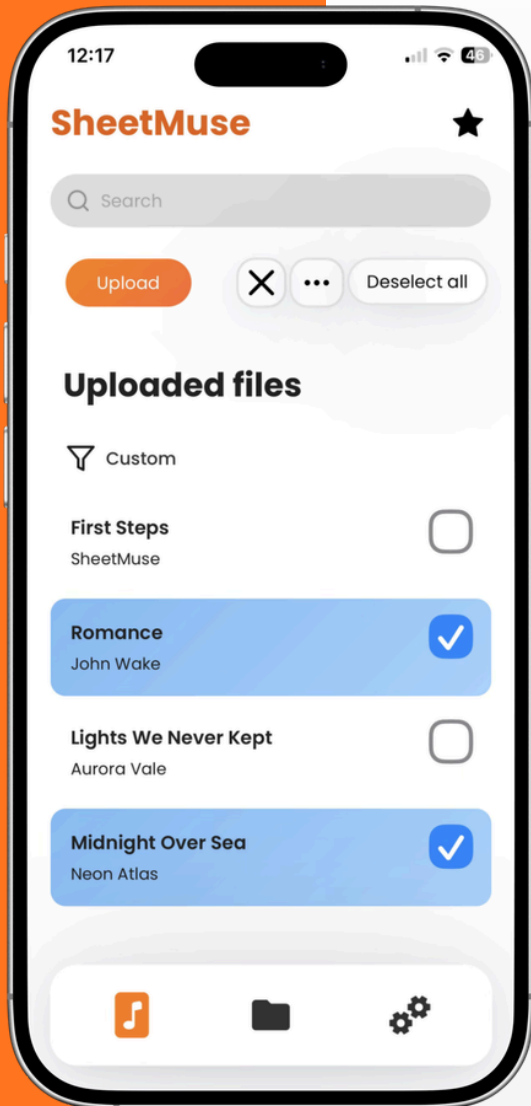 12:17
46
SheetMuse
Search
Upload
Deselect all
Uploaded files
Custom
First Steps
SheetMuse
Romance
John Wake
Lights We Never Kept
Aurora Vale
Midnight Over Sea
Neon Atlas